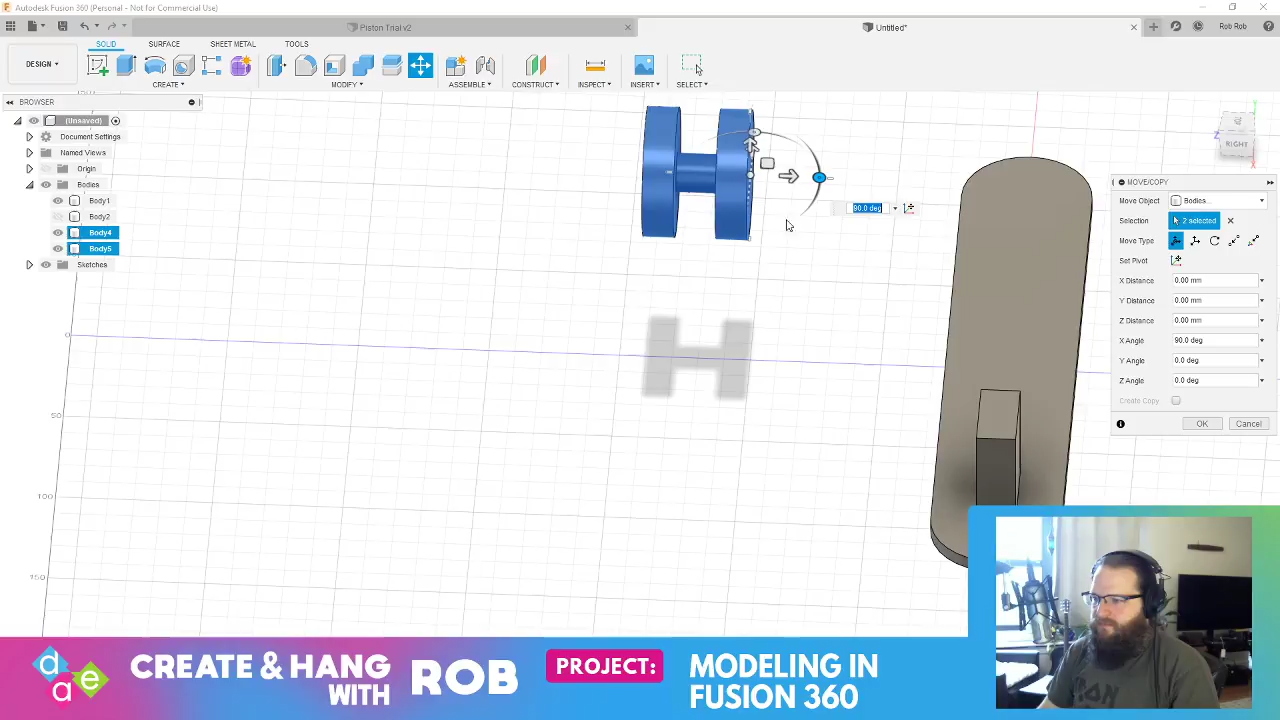 Autodesk Fusion 360 (Personal - Not for Commercial Use)
Piston Trial v2
Untitled*
Rob Rob
DESIGN
SOLID
SURFACE
SHEET METAL
TOOLS
CREATE
MODIFY
ASSEMBLE
CONSTRUCT
INSPECT
INSERT
SELECT
BROWSER
(Unsaved)
Document Settings
Named Views
Origin
Bodies
Body1
Body2
Body4
Body5
Sketches
0
50
100
150
90.0 deg
RIGHT
Z
X
MOVE/COPY
Move Object
Bodies...
Selection
2 selected
Move Type
Set Pivot
X Distance
0.00 mm
Y Distance
0.00 mm
Z Distance
0.00 mm
X Angle
90.0 deg
Y Angle
0.0 deg
Z Angle
0.0 deg
Create Copy
OK
Cancel
d
a e
CREATE & HANG
WITH
ROB
PROJECT:
MODELING IN
FUSION 360